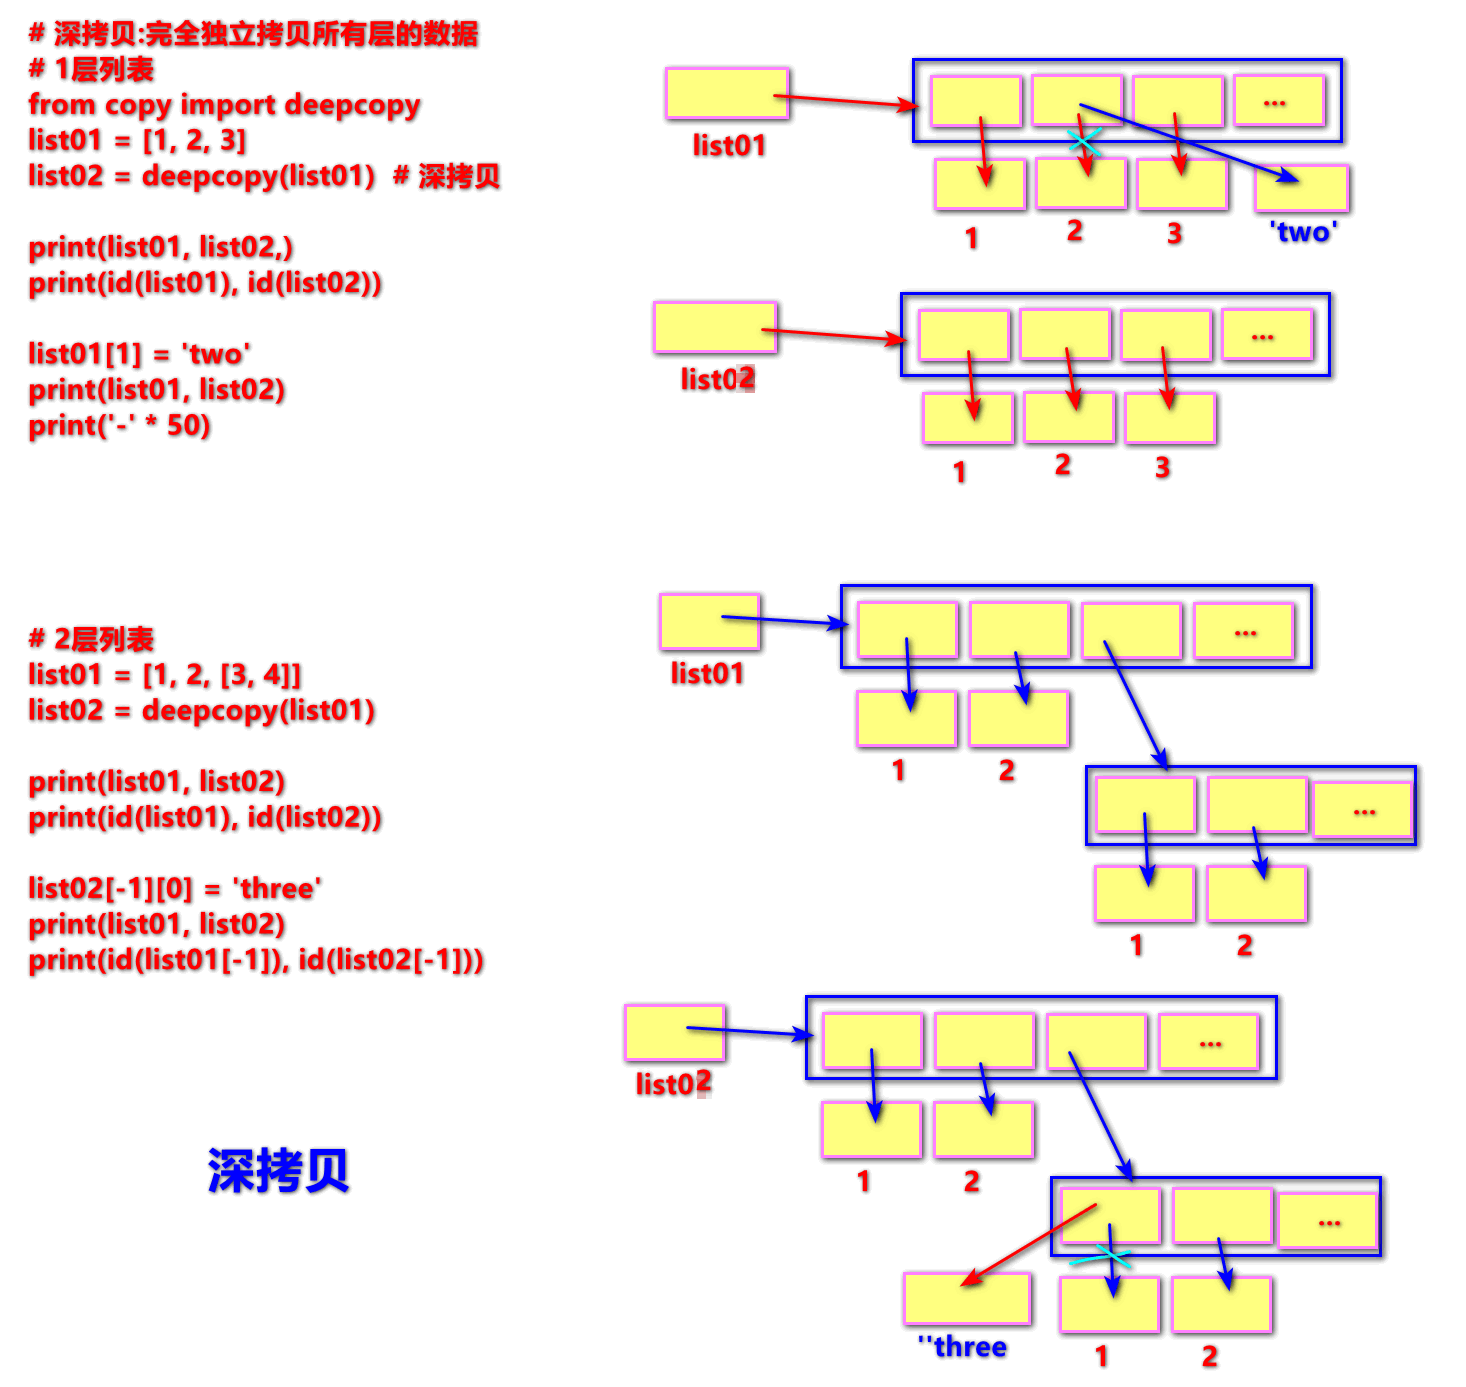 # 深拷贝:完全独立拷贝所有层的数据
# 1层列表
from copy import deepcopy
list01 = [1, 2, 3]
list02 = deepcopy(list01)  # 深拷贝
print(list01, list02,)
print(id(list01), id(list02))
list01[1] = 'two'
print(list01, list02)
print('-' * 50)
...
list01
1
2
3
'two'
...
list02
1
2
3
# 2层列表
list01 = [1, 2, [3, 4]]
list02 = deepcopy(list01)
print(list01, list02)
print(id(list01), id(list02))
list02[-1][0] = 'three'
print(list01, list02)
print(id(list01[-1]), id(list02[-1]))
...
list01
1
2
...
1
2
...
list02
1
2
...
''three
1
2
深拷贝